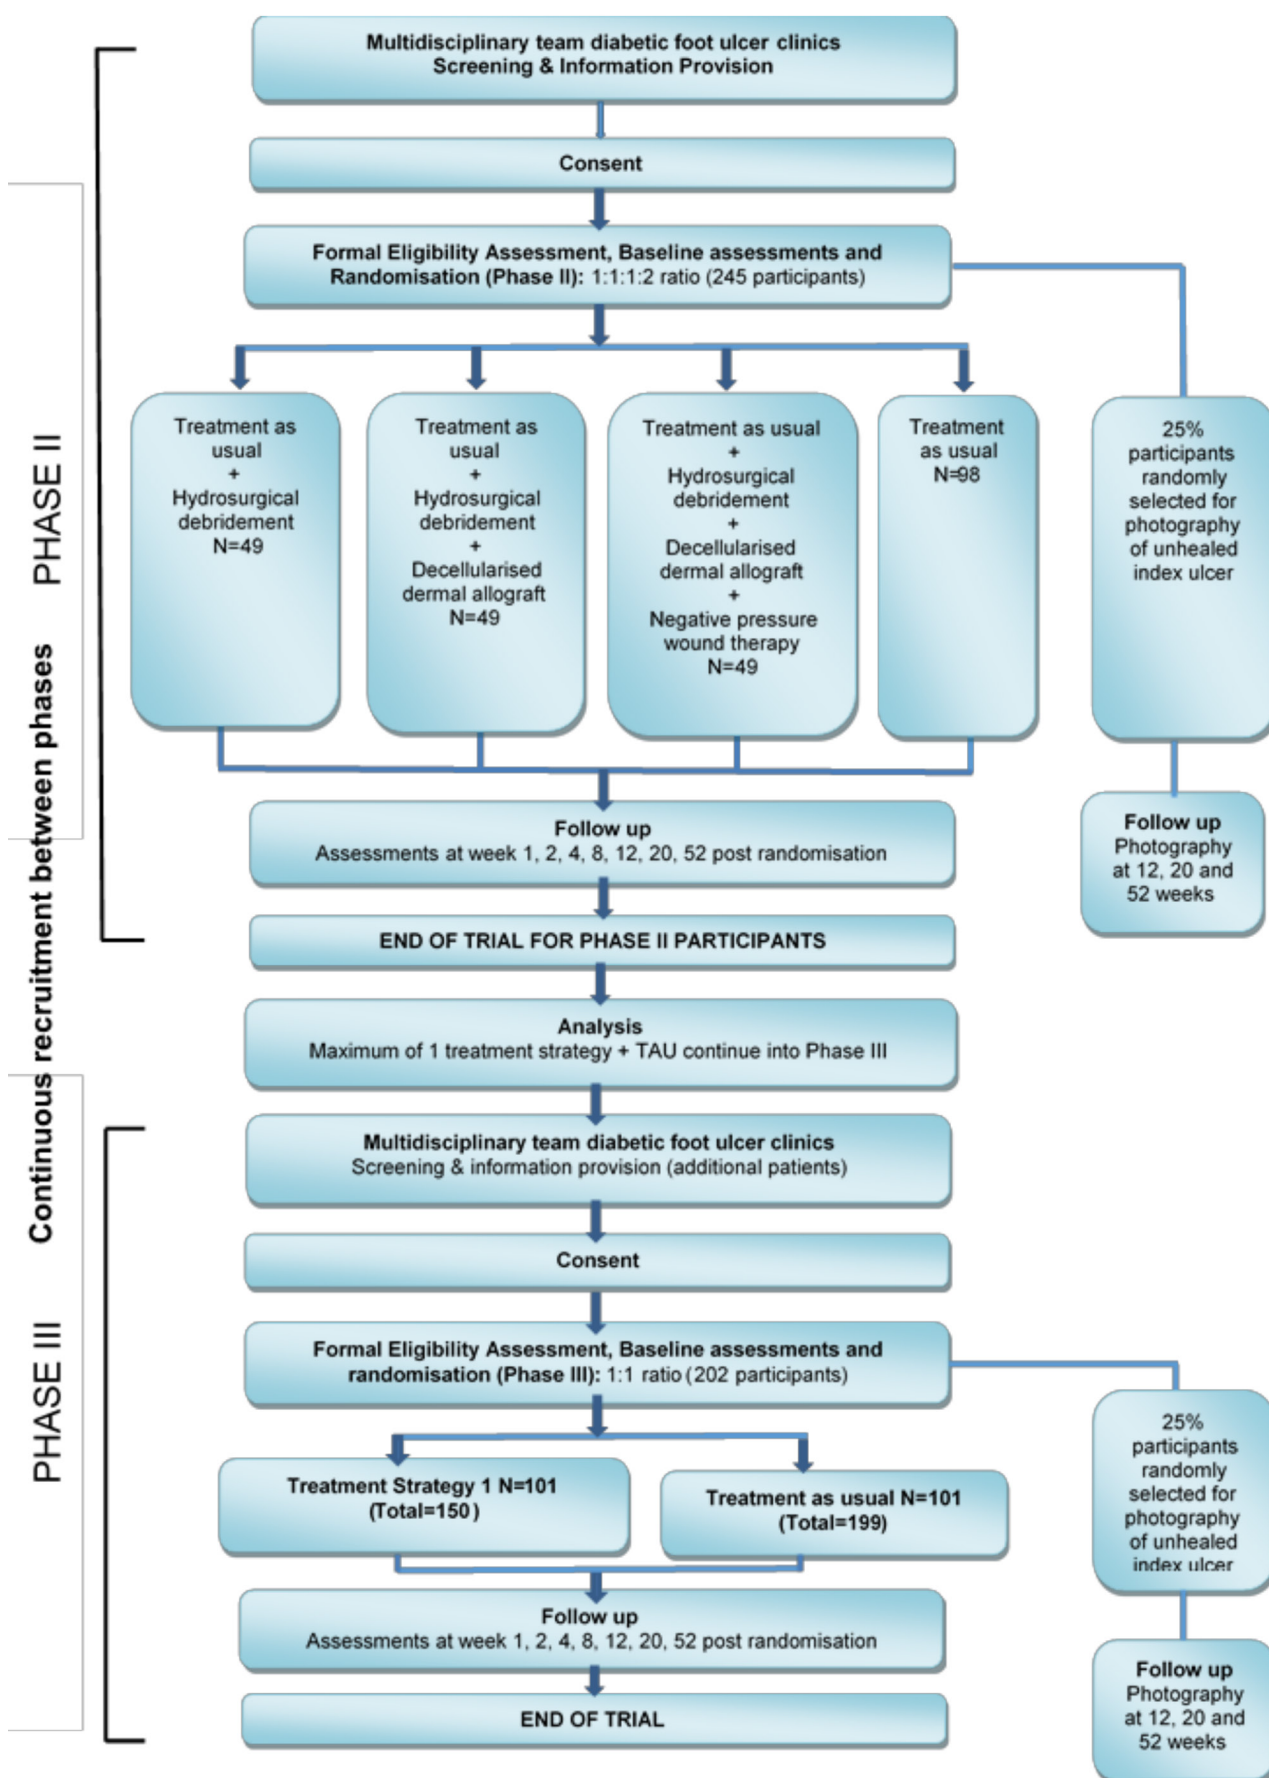 Multidisciplinary team diabetic foot ulcer clinics
Screening & Information Provision
Consent
Formal Eligibility Assessment, Baseline assessments and
Randomisation (Phase II): 1:1:1:2 ratio (245 participants)
Treatment as
usual
+
Hydrosurgical
debridement
N=49
Treatment as
usual
+
Hydrosurgical
debridement
+
Decellularised
dermal allograft
N=49
Treatment as usual
+
Hydrosurgical
debridement
+
Decellularised
dermal allograft
+
Negative pressure
wound therapy
N=49
Treatment
as usual
N=98
25%
participants
randomly
selected for
photography
of unhealed
index ulcer
Follow up
Photography
at 12, 20 and
52 weeks
Follow up
Assessments at week 1, 2, 4, 8, 12, 20, 52 post randomisation
END OF TRIAL FOR PHASE II PARTICIPANTS
Analysis
Maximum of 1 treatment strategy + TAU continue into Phase III
Multidisciplinary team diabetic foot ulcer clinics
Screening & information provision (additional patients)
Consent
Formal Eligibility Assessment, Baseline assessments and
randomisation (Phase III): 1:1 ratio (202 participants)
Treatment Strategy 1 N=101
(Total=150)
Treatment as usual N=101
(Total=199)
25%
participants
randomly
selected for
photography
of unhealed
index ulcer
Follow up
Assessments at week 1, 2, 4, 8, 12, 20, 52 post randomisation
END OF TRIAL
Follow up
Photography
at 12, 20 and
52 weeks
PHASE II
Continuous recruitment between phases
PHASE III